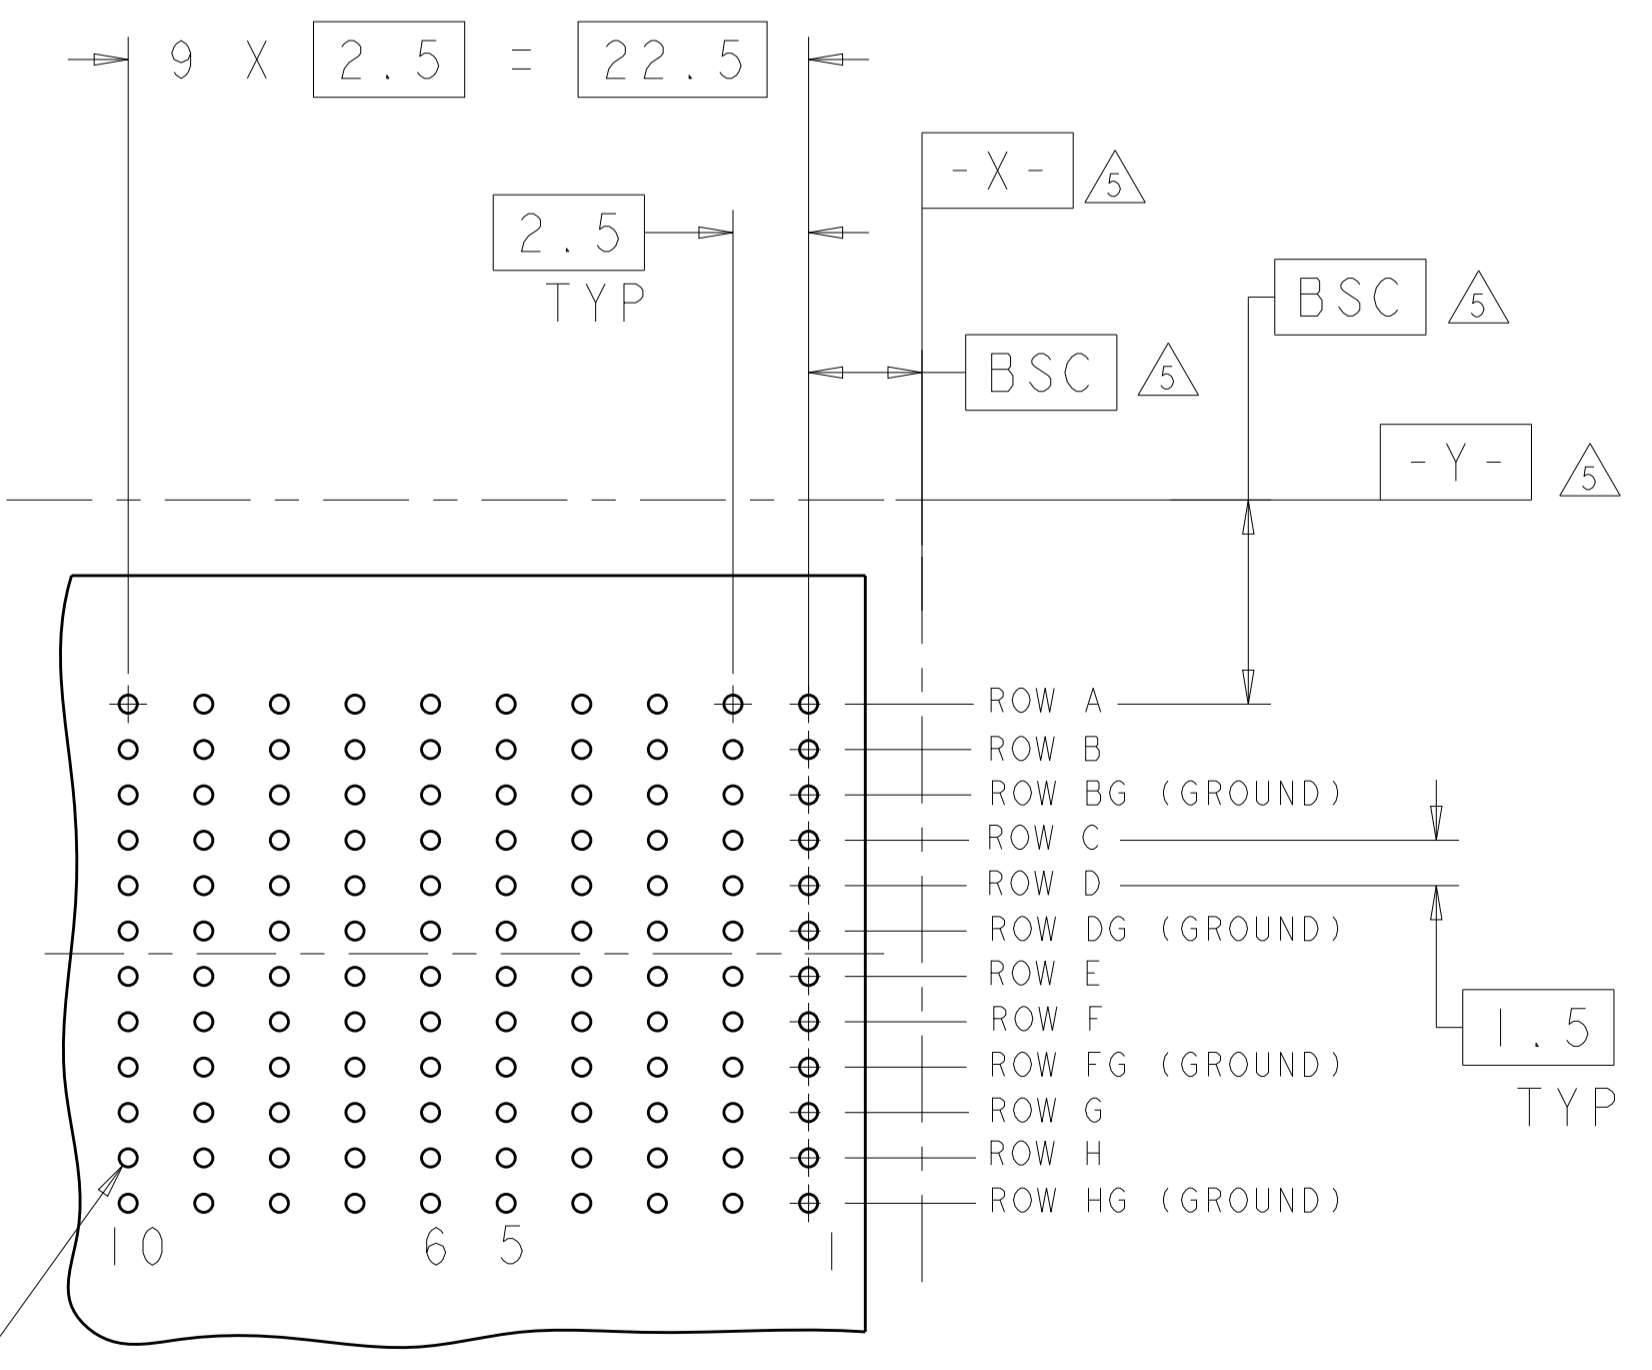 9 X 2.5 = 22.5
-X- 5
2.5
TYP
BSC 5
BSC 5
-Y- 5
ROW A
ROW B
ROW BG (GROUND)
ROW C
ROW D
ROW DG (GROUND)
ROW E
ROW F
ROW FG (GROUND)
1.5
TYP
ROW G
ROW H
ROW HG (GROUND)
10 6 5 1